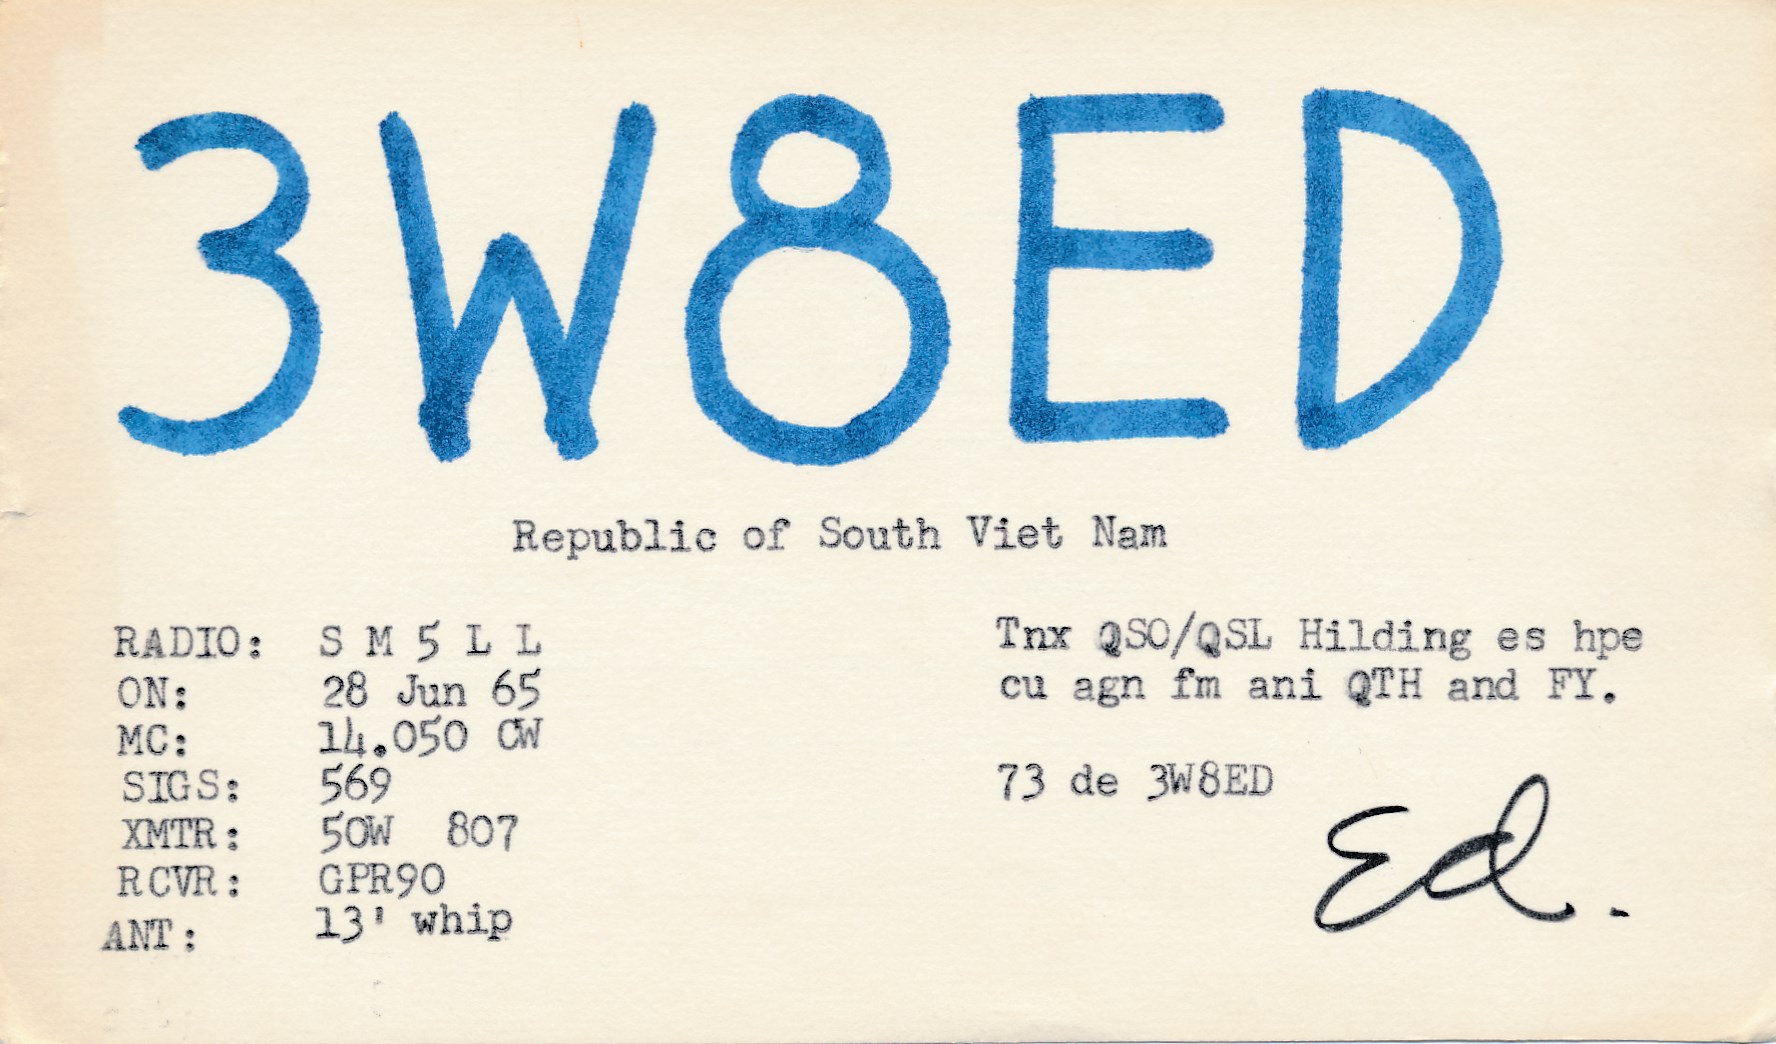 3W8ED
Republic of South Viet Nam
RADIO: S M 5 L L
ON: 28 Jun 65
MC: 14.050 CW
SIGS: 569
XMTR: 50W 807
RCVR: GPR90
ANT: 13' whip
Tnx QSO/QSL Hilding es hpe
cu agn fm ani QTH and FY.
73 de 3W8ED
Ed.